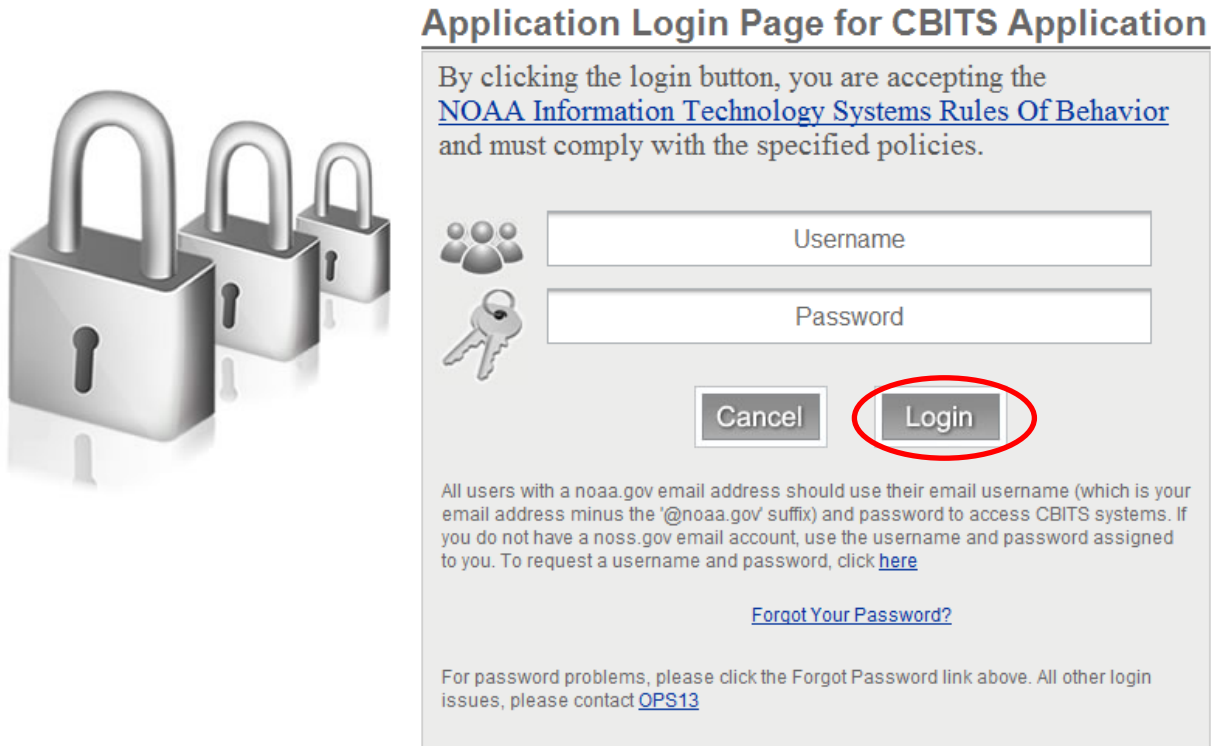 Application Login Page for CBITS Application
By clicking the login button, you are accepting the
NOAA Information Technology Systems Rules Of Behavior
and must comply with the specified policies.
Username
Password
Cancel Login
All users with a noaa.gov email address should use their email username (which is your
email address minus the '@noaa.gov' suffix) and password to access CBITS systems. If
you do not have a noss.gov email account, use the username and password assigned
to you. To request a username and password, click here
Forgot Your Password?
For password problems, please click the Forgot Password link above. All other login
issues, please contact OPS13